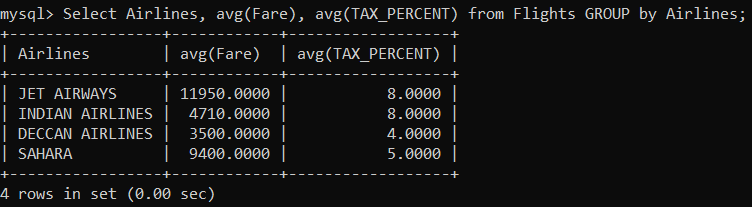 mysql> Select Airlines, avg(Fare), avg(TAX_PERCENT) from Flights GROUP by Airlines;
+-----------------+------------+------------------+
| Airlines        | avg(Fare)  | avg(TAX_PERCENT) |
+-----------------+------------+------------------+
| JET AIRWAYS     | 11950.0000 |           8.0000 |
| INDIAN AIRLINES |  4710.0000 |           8.0000 |
| DECCAN AIRLINES |  3500.0000 |           4.0000 |
| SAHARA          |  9400.0000 |           5.0000 |
+-----------------+------------+------------------+
4 rows in set (0.00 sec)